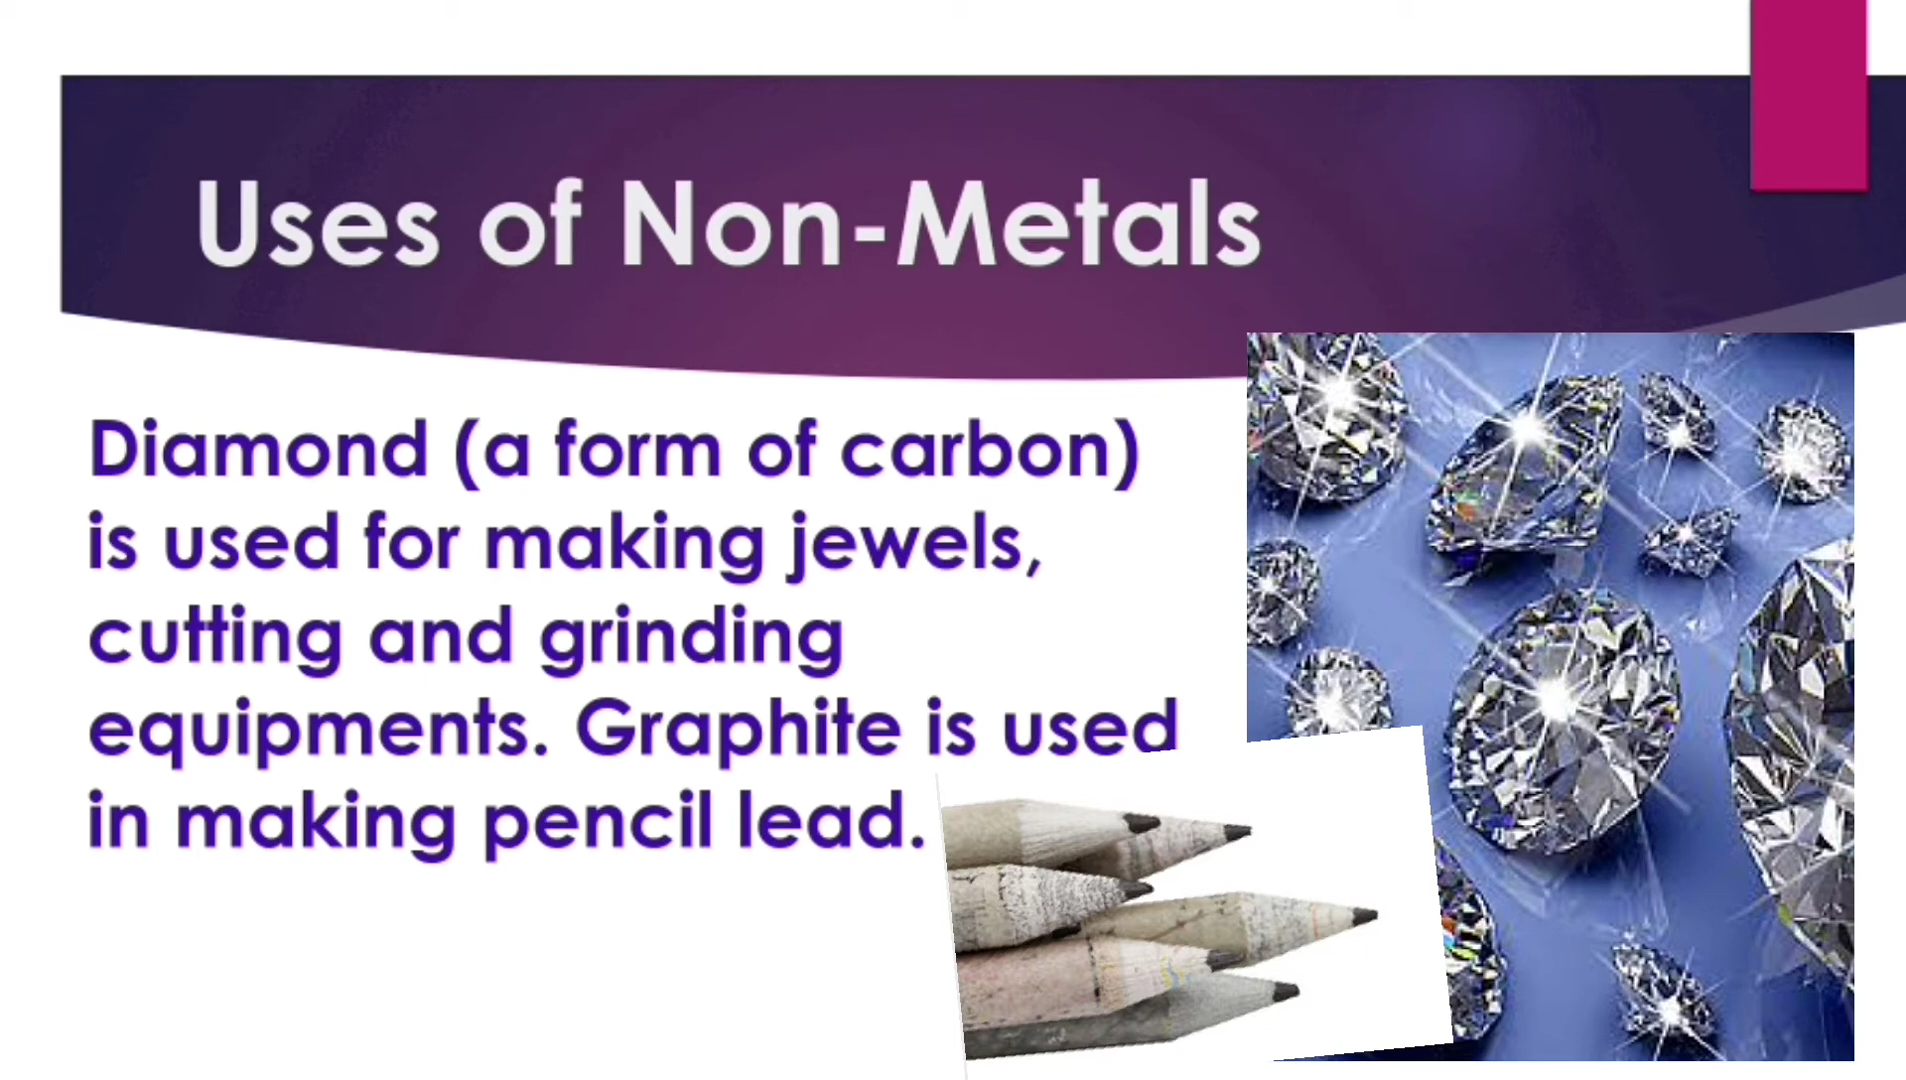 Uses of Non-Metals
Diamond (a form of carbon)
is used for making jewels,
cutting and grinding
equipments. Graphite is used
in making pencil lead.